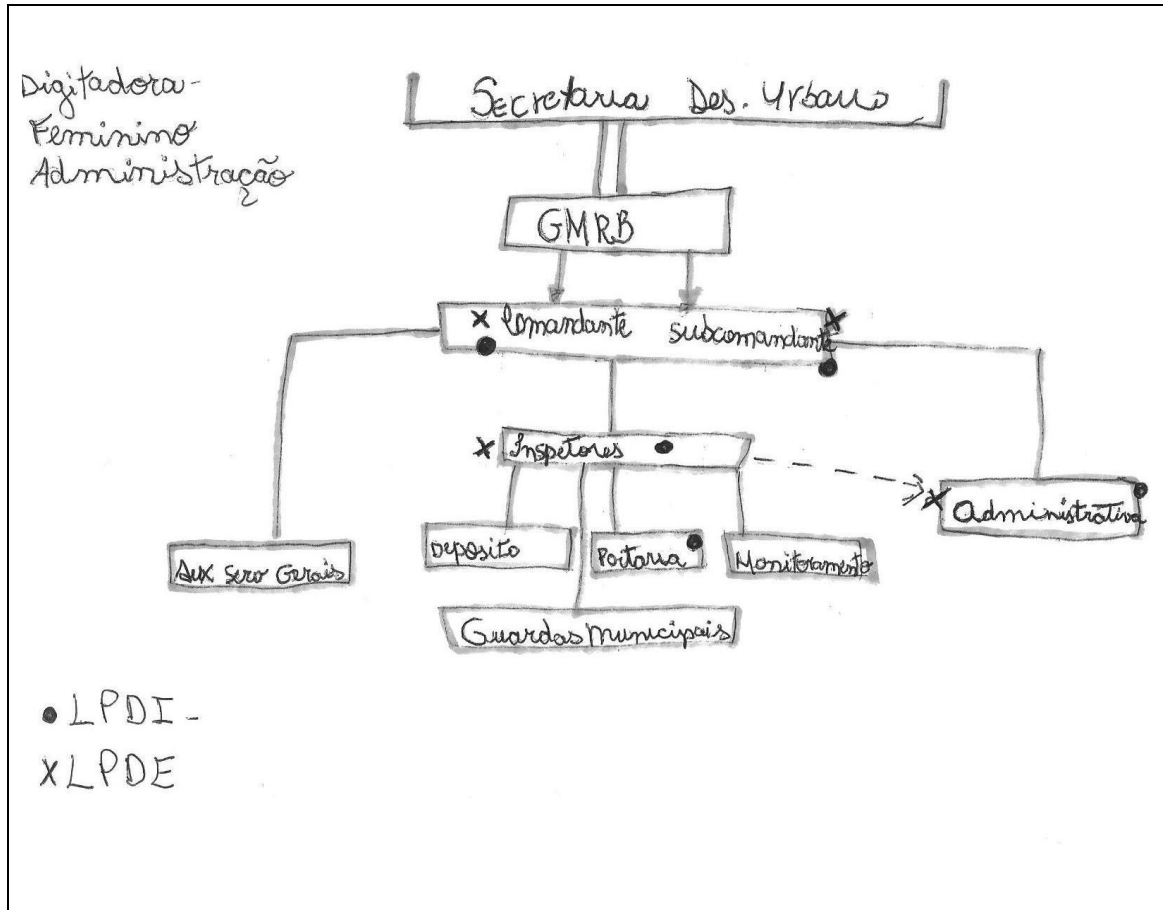 Digitadora-
Feminino
Administração
Secretaria Des. Urbano
GMRB
x Comandante subcomandante x
x Inspetores
x Administrativa
Deposito
Portaria
Monitoramento
Aux Serv Gerais
Guardas Municipais
• LPDI-
X LPDE